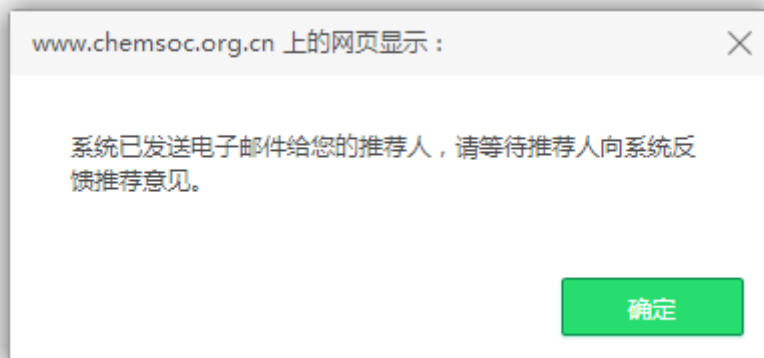 www.chemsoc.org.cn 上的网页显示：
系统已发送电子邮件给您的推荐人，请等待推荐人向系统反
馈推荐意见。
确定